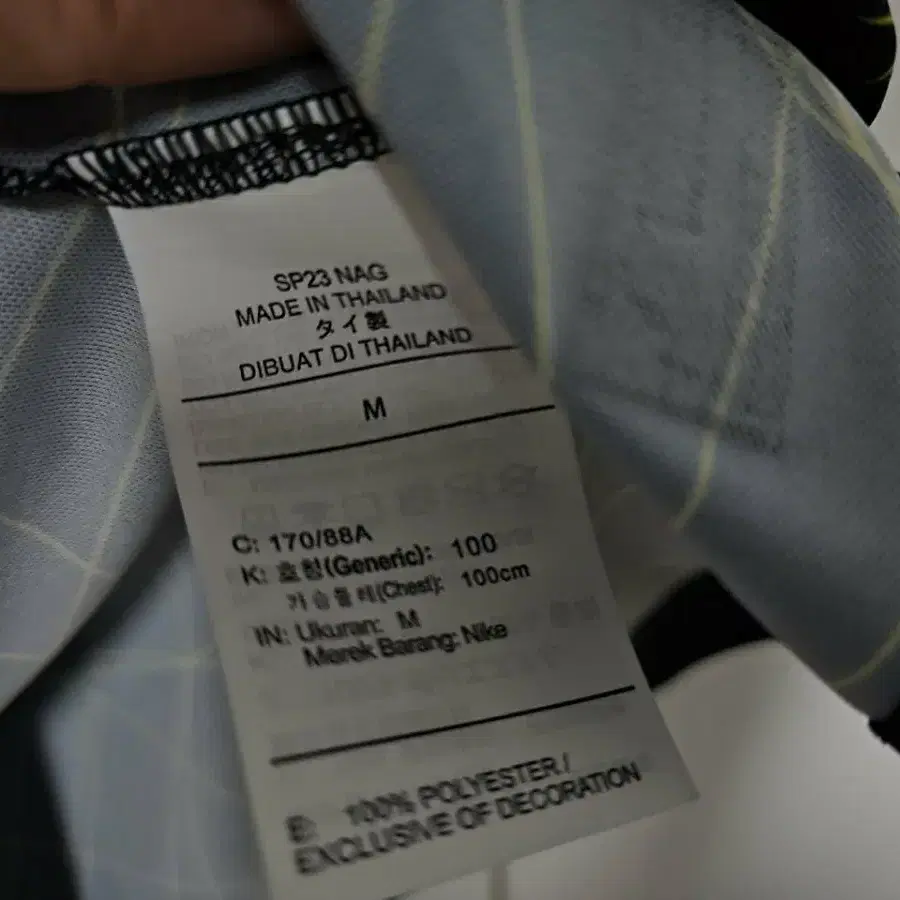 SP23 NAG
MADE IN THAILAND
タイ製
DIBUAT DI THAILAND
M
C: 170/88A
K: 호칭(Generic): 100
가슴둘레(Chest): 100cm
IN: Ukuran: M
Merek Barang: Nike
E: 100% POLYESTER/
EXCLUSIVE OF DECORATION